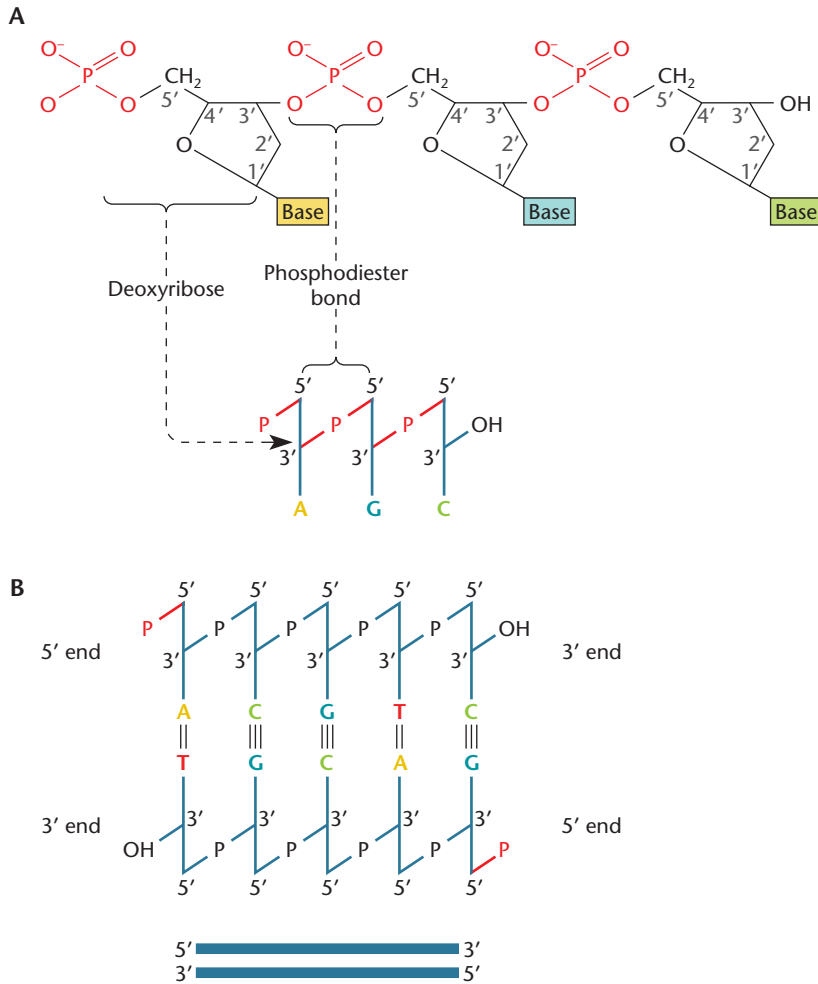 A
O⁻ O O⁻ O O⁻ O
P CH₂ P CH₂ P CH₂
O O 5′ 4′ 3′ O O 5′ 4′ 3′ O O 5′ 4′ 3′ OH
O 2′ O 2′ O 2′
1′ 1′ 1′
Base Base Base
Deoxyribose
Phosphodiester
bond
5′ 5′ 5′
P P P OH
3′ 3′ 3′
A G C
B
5′ 5′ 5′ 5′ 5′
P P P P P OH
5′ end 3′ 3′ 3′ 3′ 3′ 3′ end
A C G T C
T G C A G
3′ end 3′ 3′ 3′ 3′ 3′ 5′ end
OH P P P P P
5′ 5′ 5′ 5′ 5′
5′ 3′
3′ 5′